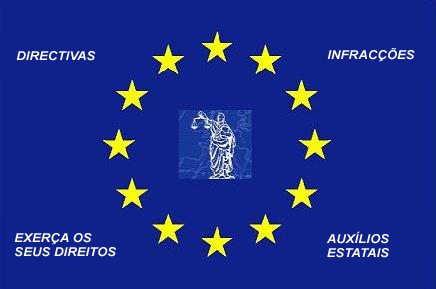 DIRECTIVAS
INFRACÇÕES
EXERÇA OS
SEUS DIREITOS
AUXÍLIOS
ESTATAIS